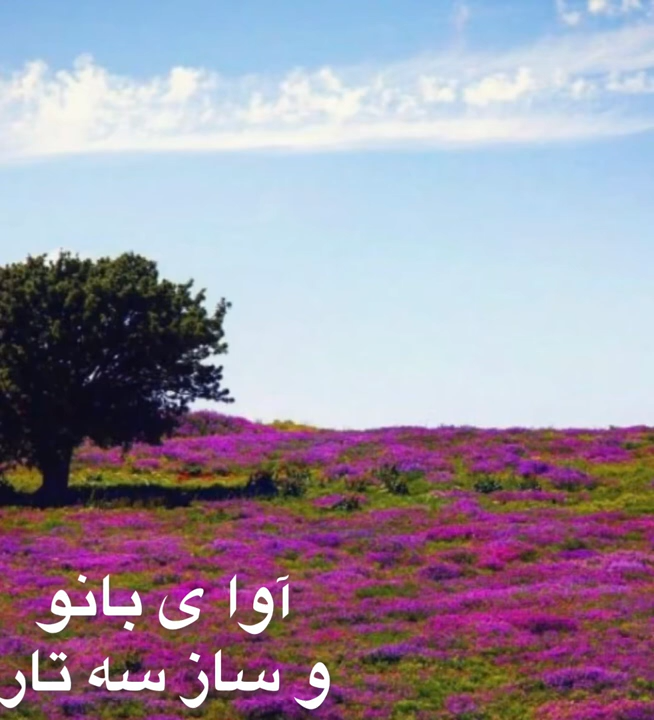 آوا ی بانو
و ساز سه تار